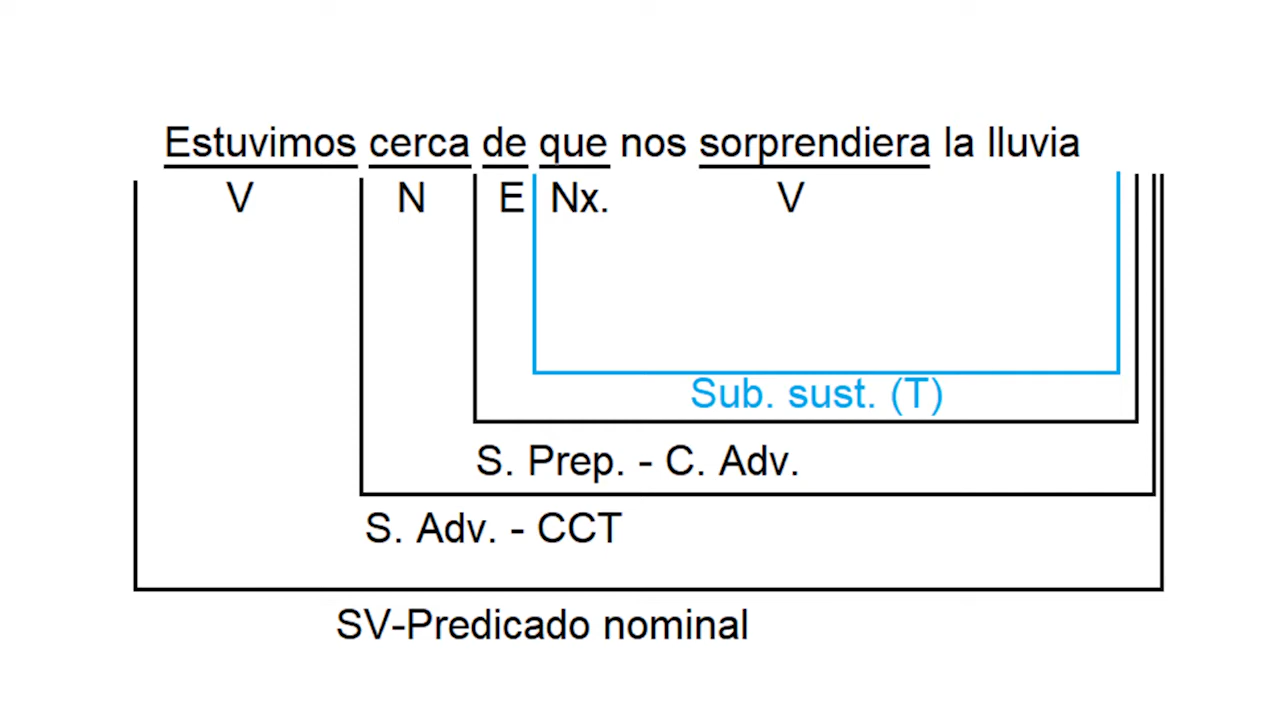 Estuvimos cerca de que nos sorprendiera la lluvia
V N E Nx. V
Sub. sust. (T)
S. Prep. - C. Adv.
S. Adv. - CCT
SV-Predicado nominal